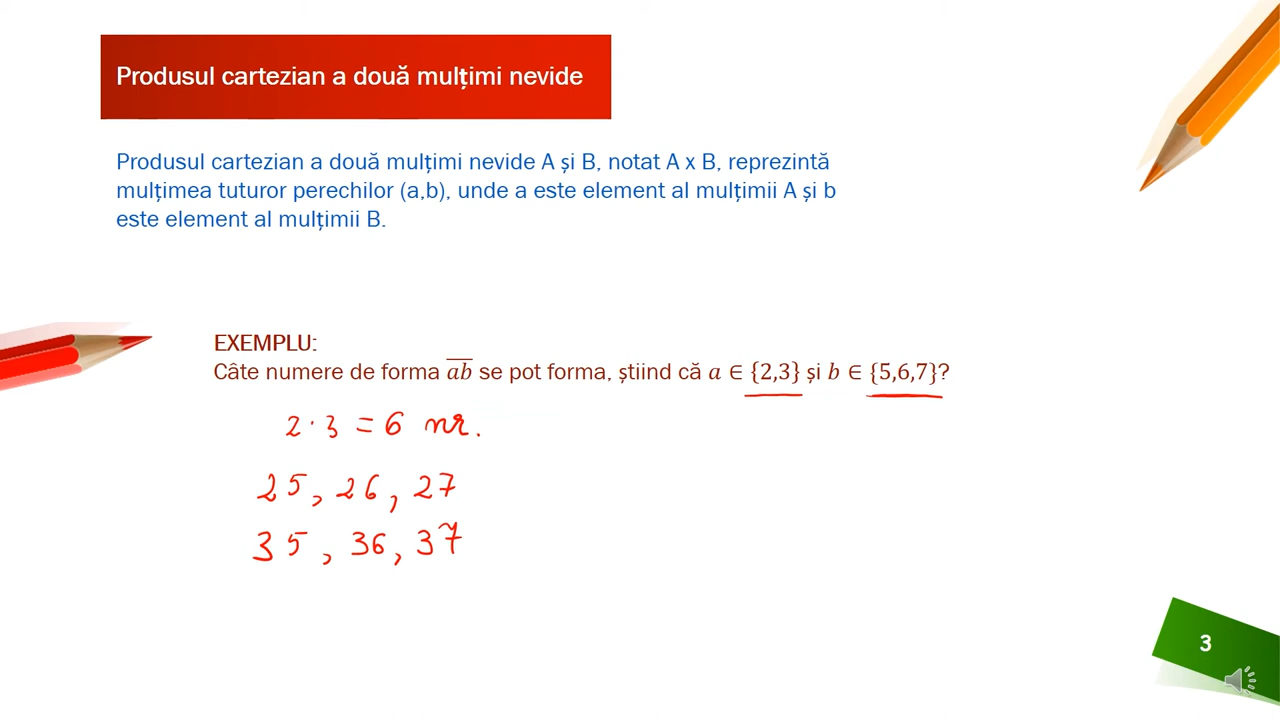 Produsul cartezian a două mulțimi nevide
Produsul cartezian a două mulțimi nevide A și B, notat A x B, reprezintă
mulțimea tuturor perechilor (a,b), unde a este element al mulțimii A și b
este element al mulțimii B.
EXEMPLU:
Câte numere de forma a̅b̅ se pot forma, știind că a ∈ {2,3} și b ∈ {5,6,7}?
2 · 3 = 6 nr.
25, 26, 27
35, 36, 37
3